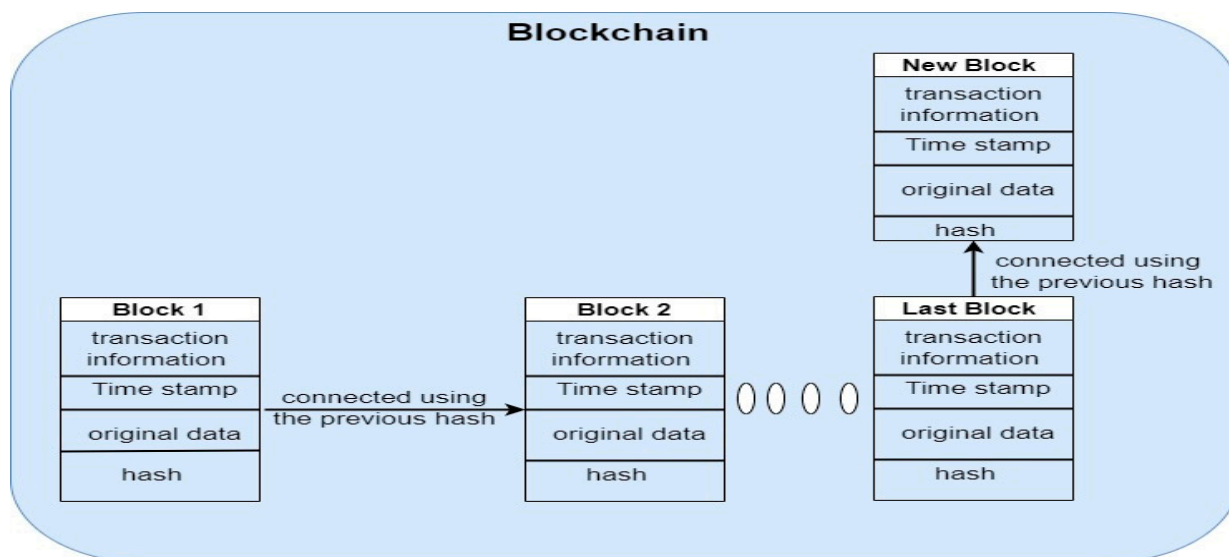 Blockchain
New Block
transaction
information
Time stamp
original data
hash
connected using
the previous hash
Block 1
transaction
information
Time stamp
original data
hash
connected using
the previous hash
Block 2
transaction
information
Time stamp
original data
hash
Last Block
transaction
information
Time stamp
original data
hash